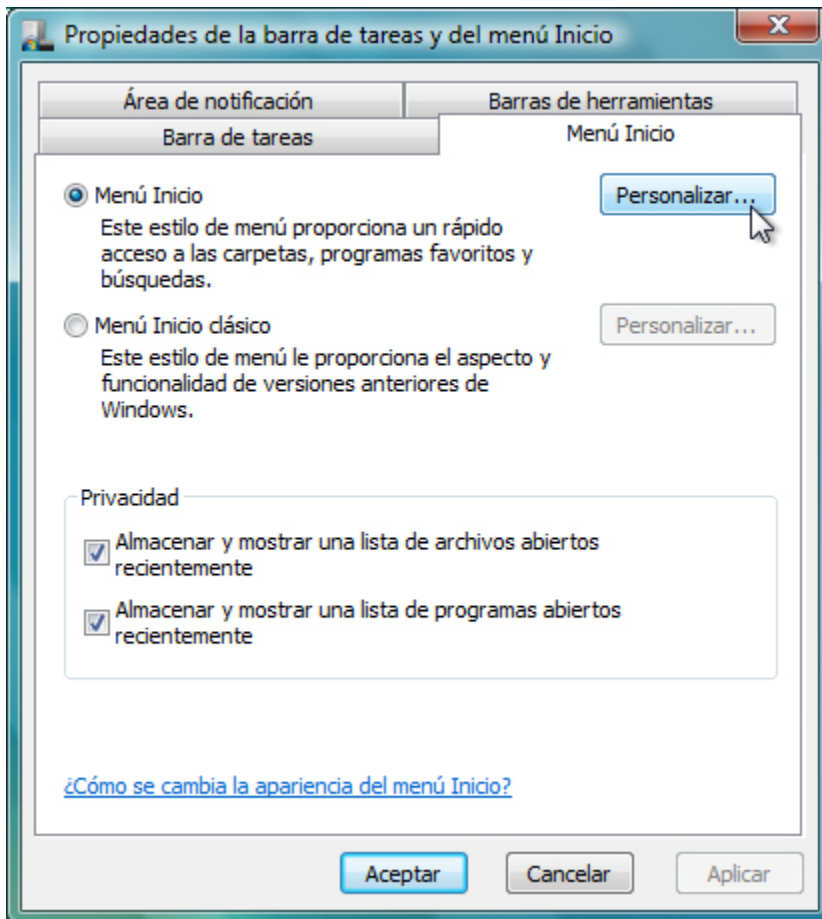 Propiedades de la barra de tareas y del menú Inicio
Área de notificación
Barras de herramientas
Barra de tareas
Menú Inicio
Menú Inicio
Personalizar...
Este estilo de menú proporciona un rápido
acceso a las carpetas, programas favoritos y
búsquedas.
Menú Inicio clásico
Personalizar...
Este estilo de menú le proporciona el aspecto y
funcionalidad de versiones anteriores de
Windows.
Privacidad
Almacenar y mostrar una lista de archivos abiertos
recientemente
Almacenar y mostrar una lista de programas abiertos
recientemente
¿Cómo se cambia la apariencia del menú Inicio?
Aceptar
Cancelar
Aplicar